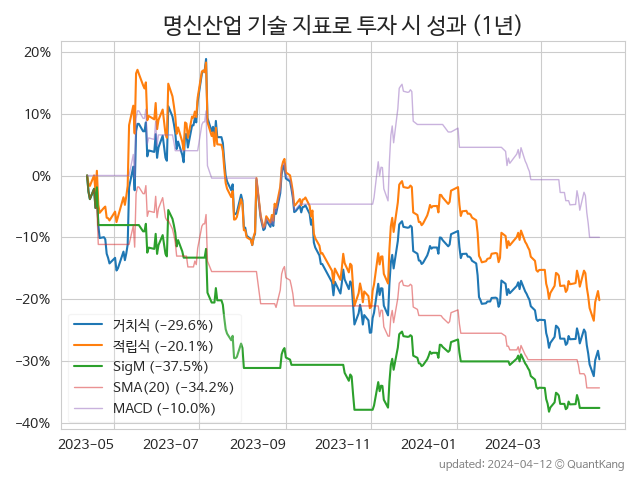 명신산업 기술 지표로 투자 시 성과 (1년)
20%
10%
0%
−10%
−20%
−30%
−40%
거치식 (−29.6%)
적립식 (−20.1%)
SigM (−37.5%)
SMA(20) (−34.2%)
MACD (−10.0%)
2023−05 2023−07 2023−09 2023−11 2024−01 2024−03
updated: 2024−04−12 © QuantKang